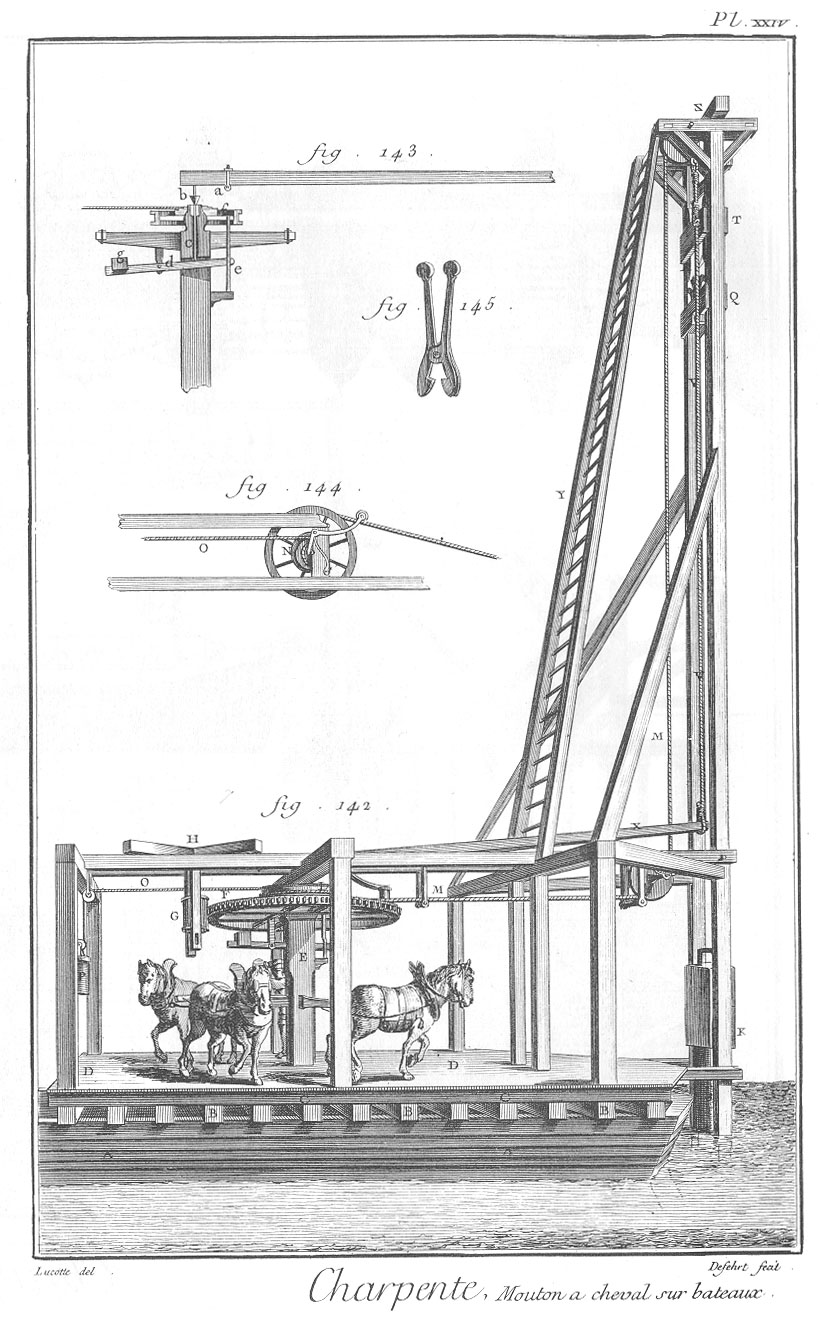 Pl. XXIV.
fig. 143.
b a
f
c
g d e
fig. 145.
fig. 144.
O N
Z
T
Q
V
Y
V
M
X
fig. 142.
H
O F M
G
E
K
D D
C C
B B B
A A
Lucotte del.
Defehrt fecit.
Charpente, Mouton a cheval sur bateaux.